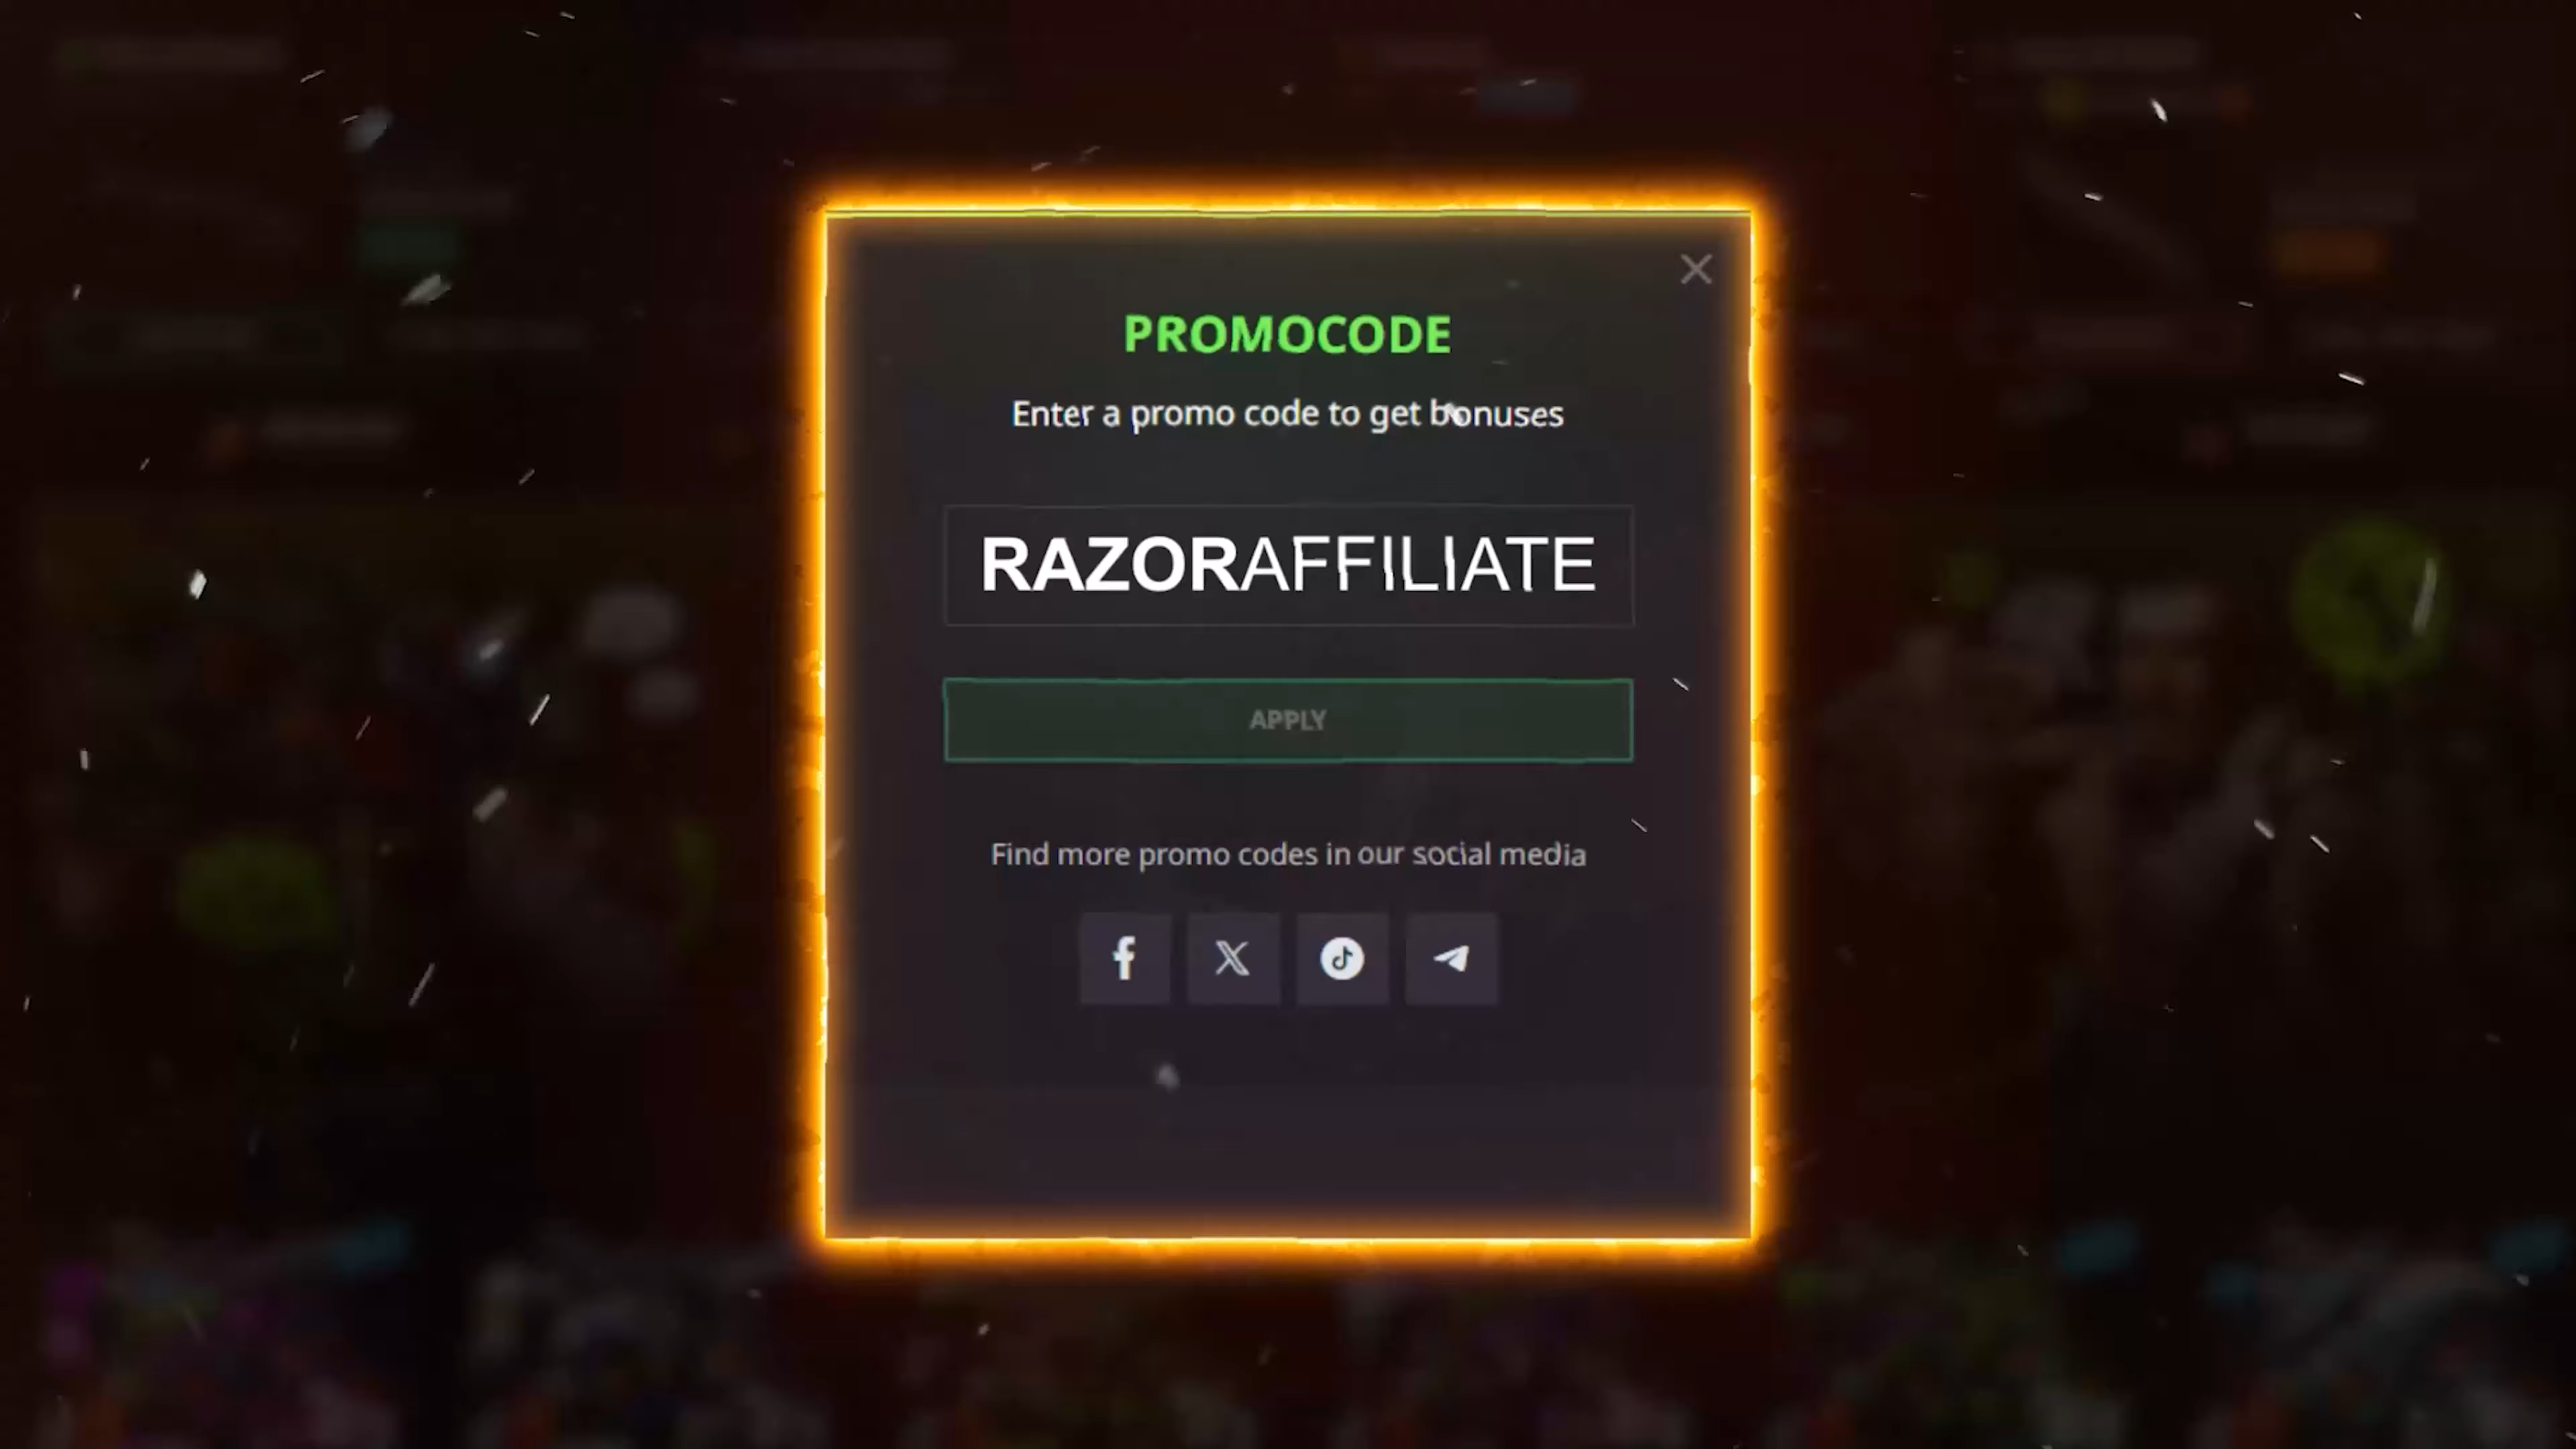 PROMOCODE
Enter a promo code to get bonuses
RAZORAFFILIATE
APPLY
Find more promo codes in our social media